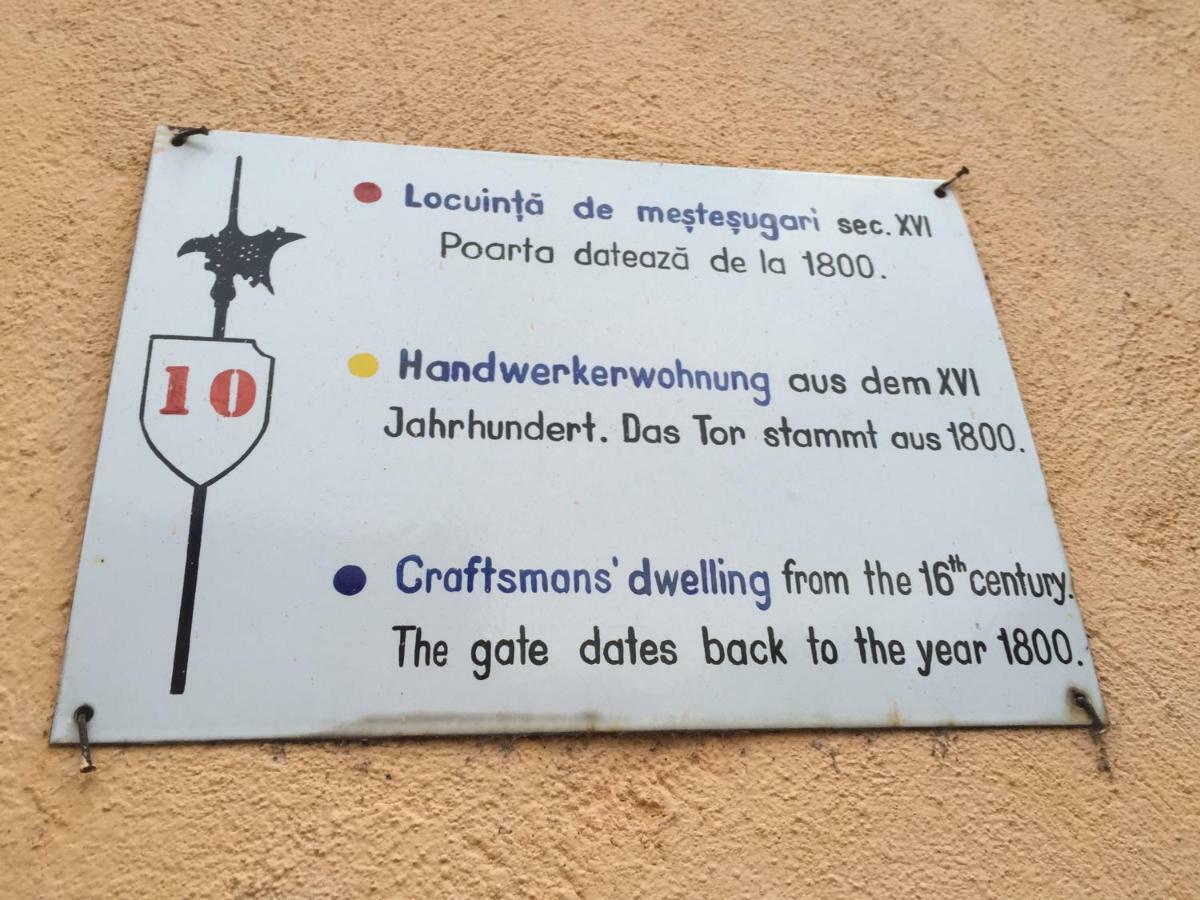 10
Locuință de meșteșugari sec. XVI
Poarta datează de la 1800.
Handwerkerwohnung aus dem XVI
Jahrhundert. Das Tor stammt aus 1800.
Craftsmans' dwelling from the 16th century.
The gate dates back to the year 1800.